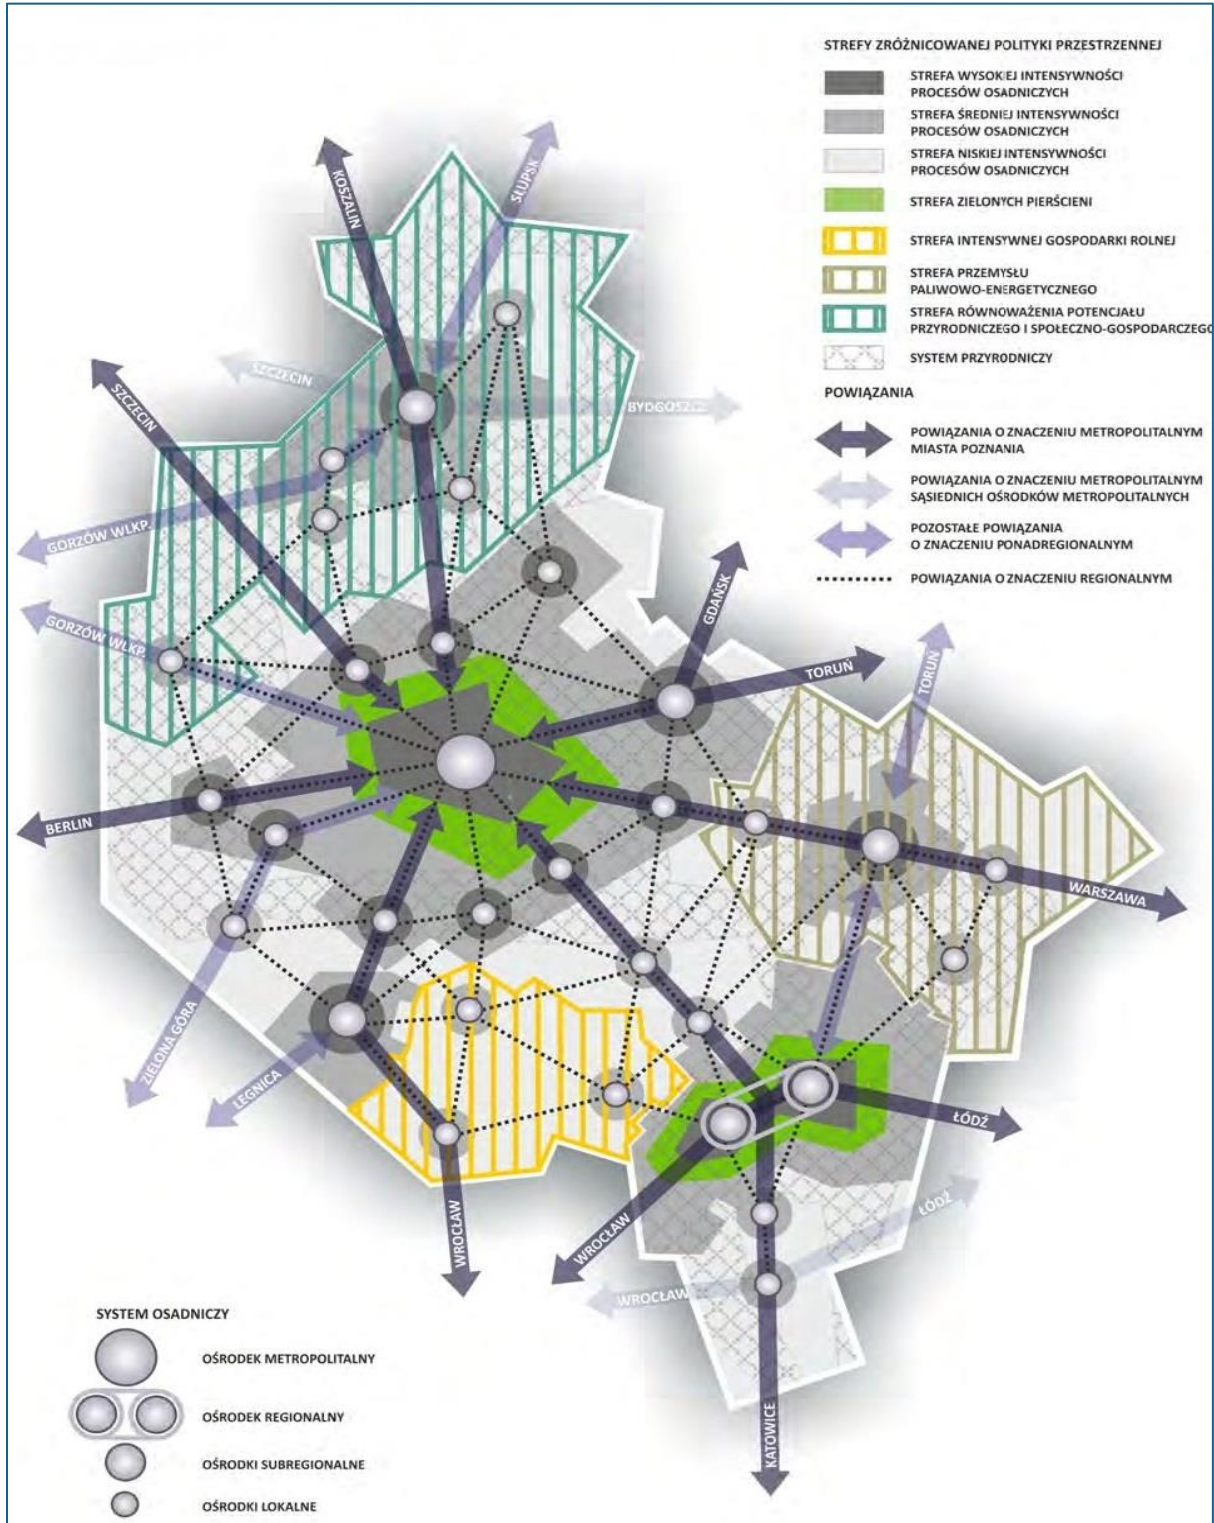 STREFY ZRÓŻNICOWANEJ POLITYKI PRZESTRZENNEJ
STREFA WYSOKIEJ INTENSYWNOŚCI
PROCESÓW OSADNICZYCH
STREFA ŚREDNIEJ INTENSYWNOŚCI
PROCESÓW OSADNICZYCH
STREFA NISKIEJ INTENSYWNOŚCI
PROCESÓW OSADNICZYCH
STREFA ZIELONYCH PIERŚCIENI
STREFA INTENSYWNEJ GOSPODARKI ROLNEJ
STREFA PRZEMYSŁU
PALIWOWO-ENERGETYCZNEGO
STREFA RÓWNOWAŻENIA POTENCJAŁU
PRZYRODNICZEGO I SPOŁECZNO-GOSPODARCZEGO
SYSTEM PRZYRODNICZY
POWIĄZANIA
POWIĄZANIA O ZNACZENIU METROPOLITALNYM
MIASTA POZNANIA
POWIĄZANIA O ZNACZENIU METROPOLITALNYM
SĄSIEDNICH OŚRODKÓW METROPOLITALNYCH
POZOSTAŁE POWIĄZANIA
O ZNACZENIU PONADREGIONALNYM
POWIĄZANIA O ZNACZENIU REGIONALNYM
KOSZALIN
SŁUPSK
SZCZECIN
BYDGOSZCZ
SZCZECIN
GORZÓW WLKP.
GORZÓW WLKP.
GDAŃSK
TORUŃ
TORUŃ
BERLIN
WARSZAWA
ZIELONA GÓRA
LEGNICA
WROCŁAW
WROCŁAW
ŁÓDŹ
ŁÓDŹ
WROCŁAW
KATOWICE
SYSTEM OSADNICZY
OŚRODEK METROPOLITALNY
OŚRODEK REGIONALNY
OŚRODKI SUBREGIONALNE
OŚRODKI LOKALNE